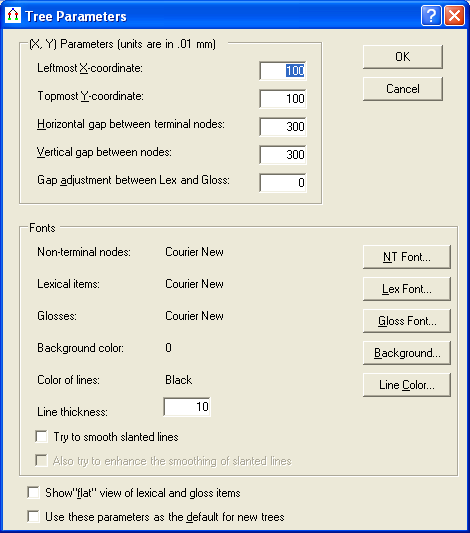 Tree Parameters
(X, Y) Parameters (units are in .01 mm)
Leftmost X-coordinate: 100
OK
Topmost Y-coordinate: 100
Cancel
Horizontal gap between terminal nodes: 300
Vertical gap between nodes: 300
Gap adjustment between Lex and Gloss: 0
Fonts
Non-terminal nodes: Courier New
NT Font...
Lexical items: Courier New
Lex Font...
Glosses: Courier New
Gloss Font...
Background color: 0
Background...
Color of lines: Black
Line Color...
Line thickness: 10
Try to smooth slanted lines
Also try to enhance the smoothing of slanted lines
Show"flat" view of lexical and gloss items
Use these parameters as the default for new trees